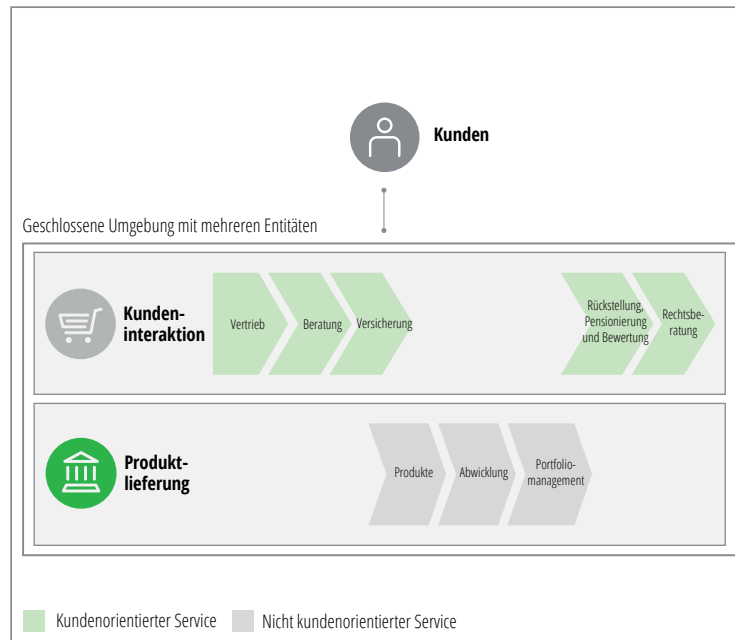 Kunden
Geschlossene Umgebung mit mehreren Entitäten
Kunden-
interaktion
Vertrieb
Beratung
Versicherung
Rückstellung,
Pensionierung
und Bewertung
Rechtsbe-
ratung
Produkt-
lieferung
Produkte
Abwicklung
Portfolio-
management
Kundenorientierter Service
Nicht kundenorientierter Service